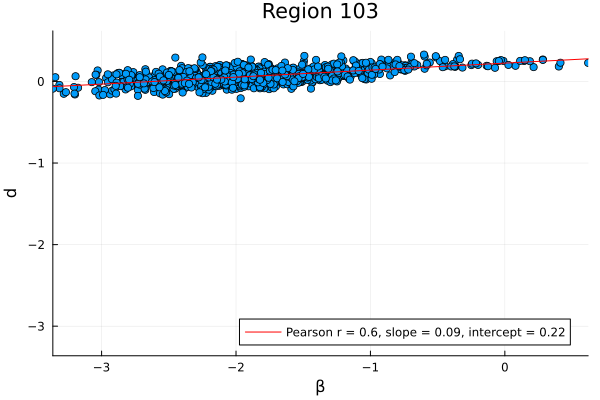 Region 103
0
−1
−2
−3
d
−3
−2
−1
0
β
Pearson r = 0.6, slope = 0.09, intercept = 0.22